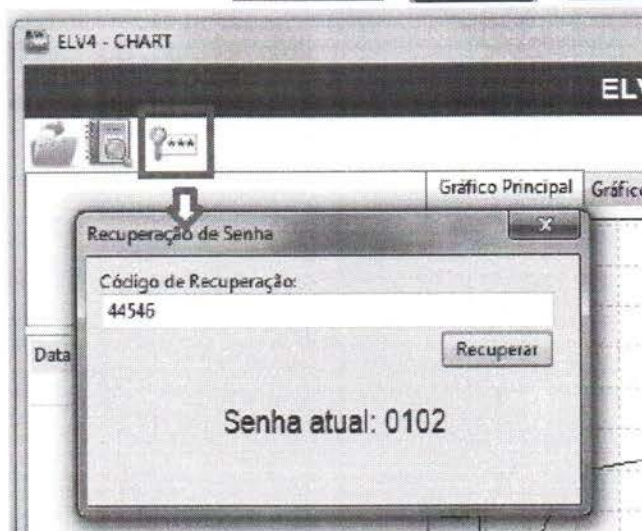 ELV4 - CHART
ELV
***
Gráfico Principal Gráfico
Recuperação de Senha
Código de Recuperação:
44546
Recuperar
Data
Senha atual: 0102